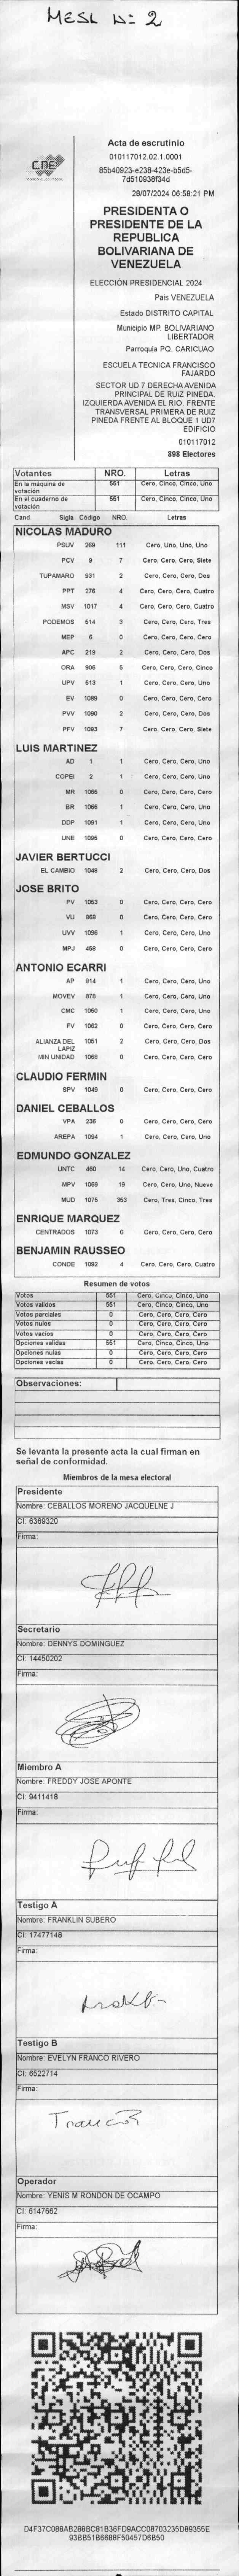 MESA Nº 2
CNE
Acta de escrutinio
010117012.02.1.0001
85b40923-e238-423e-b5d5-
7d510938f34d
28/07/2024 06:58:21 PM
PRESIDENTA O
PRESIDENTE DE LA
REPUBLICA
BOLIVARIANA DE
VENEZUELA
ELECCIÓN PRESIDENCIAL 2024
Pais VENEZUELA
Estado DISTRITO CAPITAL
Municipio MP. BOLIVARIANO
LIBERTADOR
Parroquia PQ. CARICUAO
ESCUELA TECNICA FRANCISCO
FAJARDO
SECTOR UD 7 DERECHA AVENIDA
PRINCIPAL DE RUIZ PINEDA.
IZQUIERDA AVENIDA EL RIO. FRENTE
TRANSVERSAL PRIMERA DE RUIZ
PINEDA FRENTE AL BLOQUE 1 UD7
EDIFICIO
010117012
898 Electores
Votantes NRO. Letras
En la máquina de votación 551 Cero, Cinco, Cinco, Uno
En el cuaderno de votación 551 Cero, Cinco, Cinco, Uno
Cand Sigla Código NRO. Letras
NICOLAS MADURO
PSUV 269 111 Cero, Uno, Uno, Uno
PCV 9 7 Cero, Cero, Cero, Siete
TUPAMARO 931 2 Cero, Cero, Cero, Dos
PPT 276 4 Cero, Cero, Cero, Cuatro
MSV 1017 4 Cero, Cero, Cero, Cuatro
PODEMOS 514 3 Cero, Cero, Cero, Tres
MEP 6 0 Cero, Cero, Cero, Cero
APC 219 2 Cero, Cero, Cero, Dos
ORA 906 5 Cero, Cero, Cero, Cinco
UPV 513 1 Cero, Cero, Cero, Uno
EV 1089 0 Cero, Cero, Cero, Cero
PVV 1090 2 Cero, Cero, Cero, Dos
PFV 1093 7 Cero, Cero, Cero, Siete
LUIS MARTINEZ
AD 1 1 Cero, Cero, Cero, Uno
COPEI 2 1 Cero, Cero, Cero, Uno
MR 1065 0 Cero, Cero, Cero, Cero
BR 1066 1 Cero, Cero, Cero, Uno
DDP 1091 1 Cero, Cero, Cero, Uno
UNE 1095 0 Cero, Cero, Cero, Cero
JAVIER BERTUCCI
EL CAMBIO 1048 2 Cero, Cero, Cero, Dos
JOSE BRITO
PV 1053 0 Cero, Cero, Cero, Cero
VU 868 0 Cero, Cero, Cero, Cero
UVV 1096 1 Cero, Cero, Cero, Uno
MPJ 458 0 Cero, Cero, Cero, Cero
ANTONIO ECARRI
AP 814 1 Cero, Cero, Cero, Uno
MOVEV 878 1 Cero, Cero, Cero, Uno
CMC 1050 1 Cero, Cero, Cero, Uno
FV 1062 0 Cero, Cero, Cero, Cero
ALIANZA DEL LAPIZ 1051 2 Cero, Cero, Cero, Dos
MIN UNIDAD 1068 0 Cero, Cero, Cero, Cero
CLAUDIO FERMIN
SPV 1049 0 Cero, Cero, Cero, Cero
DANIEL CEBALLOS
VPA 236 0 Cero, Cero, Cero, Cero
AREPA 1094 1 Cero, Cero, Cero, Uno
EDMUNDO GONZALEZ
UNTC 460 14 Cero, Cero, Uno, Cuatro
MPV 1069 19 Cero, Cero, Uno, Nueve
MUD 1075 353 Cero, Tres, Cinco, Tres
ENRIQUE MARQUEZ
CENTRADOS 1073 0 Cero, Cero, Cero, Cero
BENJAMIN RAUSSEO
CONDE 1092 4 Cero, Cero, Cero, Cuatro
Resumen de votos
Votos 551 Cero, Cinco, Cinco, Uno
Votos validos 551 Cero, Cinco, Cinco, Uno
Votos parciales 0 Cero, Cero, Cero, Cero
Votos nulos 0 Cero, Cero, Cero, Cero
Votos vacios 0 Cero, Cero, Cero, Cero
Opciones validas 551 Cero, Cinco, Cinco, Uno
Opciones nulas 0 Cero, Cero, Cero, Cero
Opciones vacias 0 Cero, Cero, Cero, Cero
Observaciones:
Se levanta la presente acta la cual firman en
señal de conformidad.
Miembros de la mesa electoral
Presidente
Nombre: CEBALLOS MORENO JACQUELNE J
CI: 6369320
Firma:
Secretario
Nombre: DENNYS DOMINGUEZ
CI: 14450202
Firma:
Miembro A
Nombre: FREDDY JOSE APONTE
CI: 9411418
Firma:
Testigo A
Nombre: FRANKLIN SUBERO
CI: 17477148
Firma:
Testigo B
Nombre: EVELYN FRANCO RIVERO
CI: 6522714
Firma:
Operador
Nombre: YENIS M RONDON DE OCAMPO
CI: 6147662
Firma:
D4F37C088AB288BC81B36FD9ACC08703235D89355E
93BB51B6688F50457D6B50